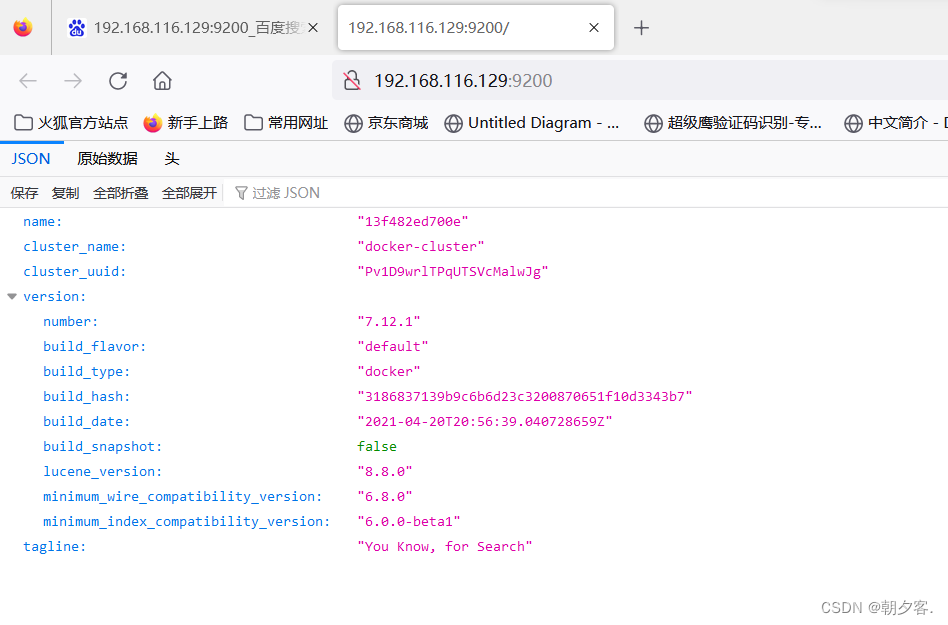 192.168.116.129:9200_百度搜 192.168.116.129:9200/
192.168.116.129:9200
火狐官方站点 新手上路 常用网址 京东商城 Untitled Diagram - ... 超级鹰验证码识别-专... 中文简介 -
JSON 原始数据 头
保存 复制 全部折叠 全部展开 过滤 JSON
name: "13f482ed700e"
cluster_name: "docker-cluster"
cluster_uuid: "Pv1D9wrlTPqUTSVcMalwJg"
version:
number: "7.12.1"
build_flavor: "default"
build_type: "docker"
build_hash: "3186837139b9c6b6d23c3200870651f10d3343b7"
build_date: "2021-04-20T20:56:39.040728659Z"
build_snapshot: false
lucene_version: "8.8.0"
minimum_wire_compatibility_version: "6.8.0"
minimum_index_compatibility_version: "6.0.0-beta1"
tagline: "You Know, for Search"
CSDN @朝夕客.